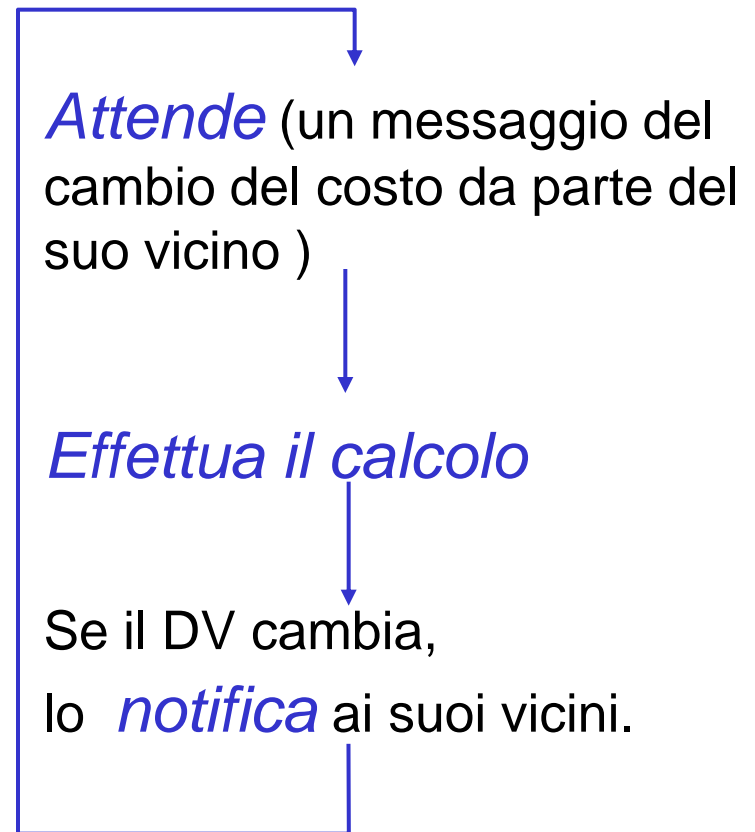 Attende (un messaggio del
cambio del costo da parte del
suo vicino )
Effettua il calcolo
Se il DV cambia,
lo notifica ai suoi vicini.